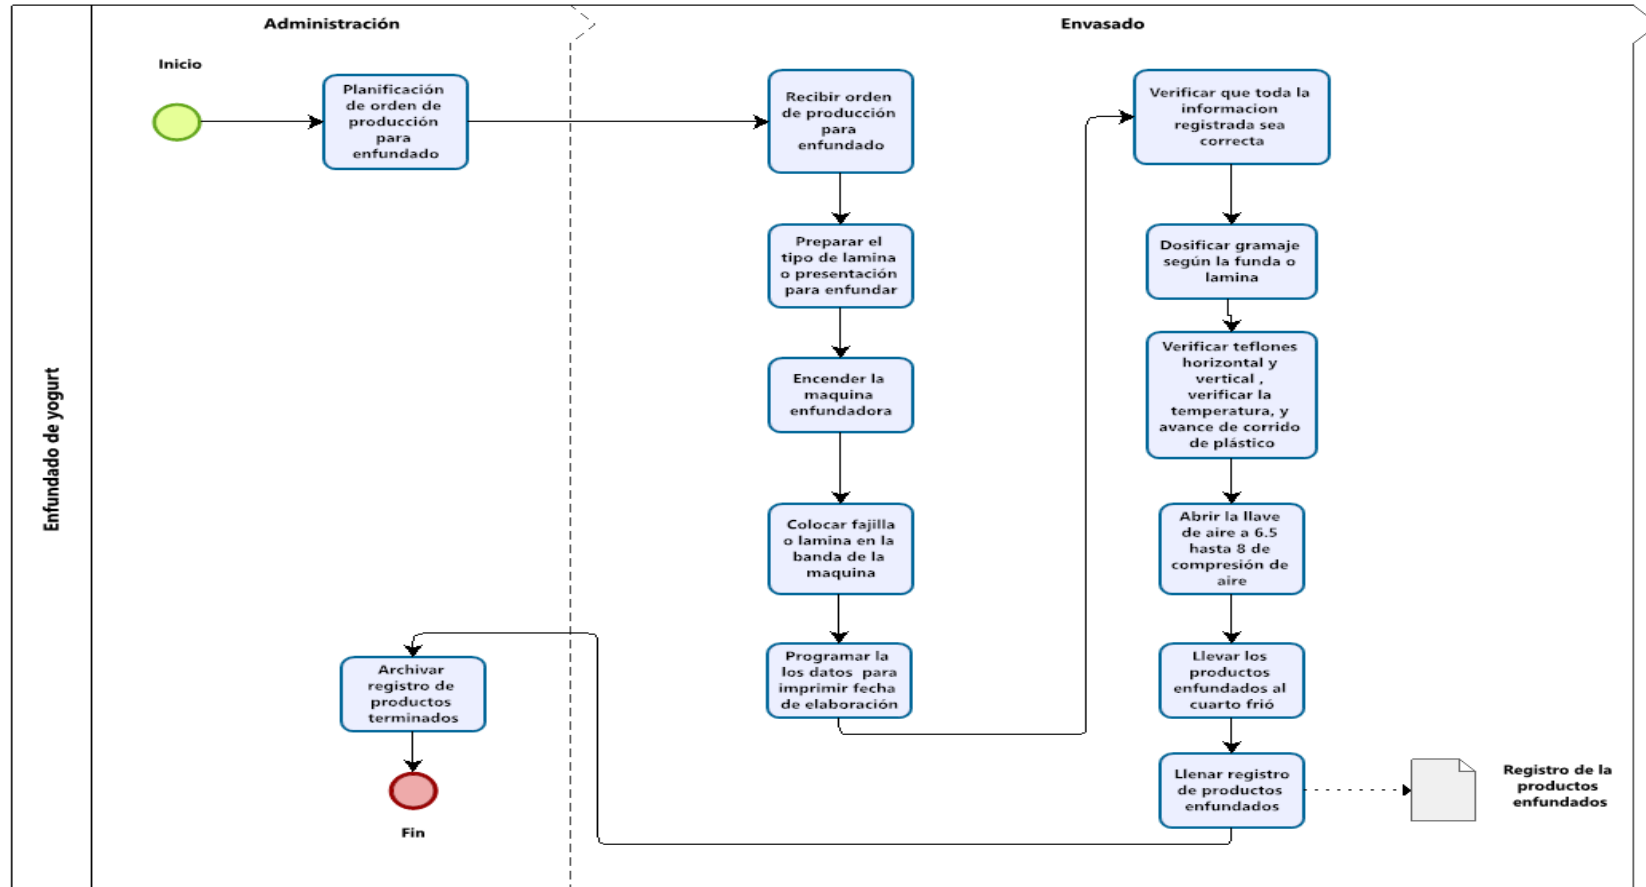 Administración
Envasado
Enfundado de yogurt
Inicio
Planificación
de orden de
producción
para
enfundado
Recibir orden
de producción
para
enfundado
Preparar el
tipo de lamina
o presentación
para enfundar
Encender la
maquina
enfundadora
Colocar fajilla
o lamina en la
banda de la
maquina
Programar la
los datos para
imprimir fecha
de elaboración
Verificar que toda la
informacion
registrada sea
correcta
Dosificar gramaje
según la funda o
lamina
Verificar teflones
horizontal y
vertical ,
verificar la
temperatura, y
avance de corrido
de plástico
Abrir la llave
de aire a 6.5
hasta 8 de
compresión de
aire
Llevar los
productos
enfundados al
cuarto frió
Llenar registro
de productos
enfundados
Registro de la
productos
enfundados
Archivar
registro de
productos
terminados
Fin